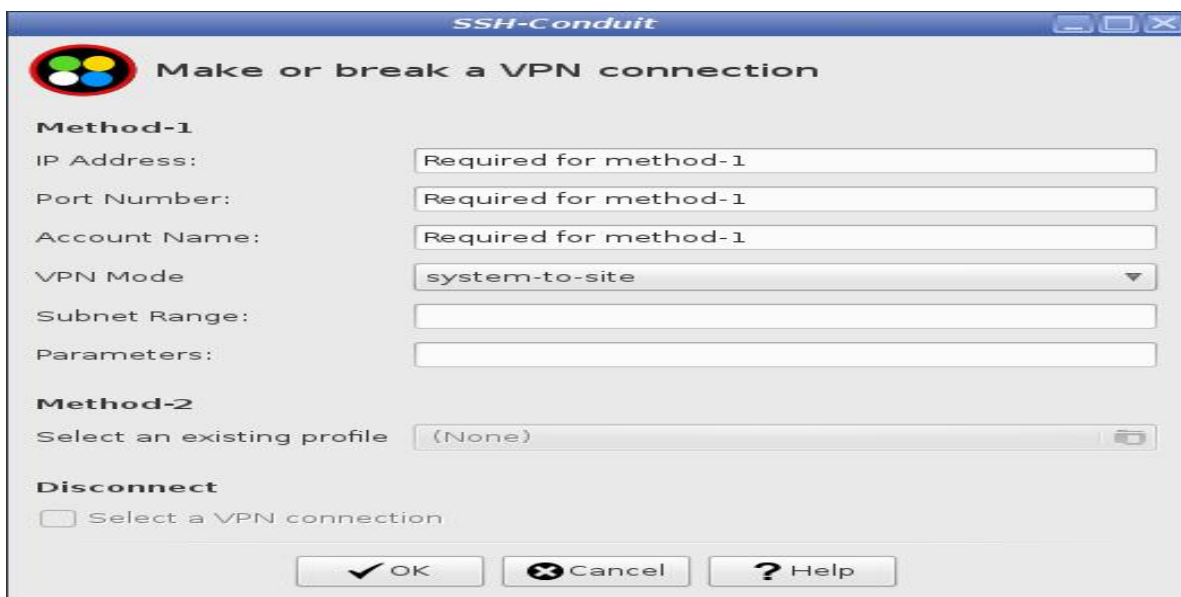 SSH-Conduit
Make or break a VPN connection
Method-1
IP Address: Required for method-1
Port Number: Required for method-1
Account Name: Required for method-1
VPN Mode system-to-site
Subnet Range:
Parameters:
Method-2
Select an existing profile (None)
Disconnect
Select a VPN connection
OK Cancel ? Help